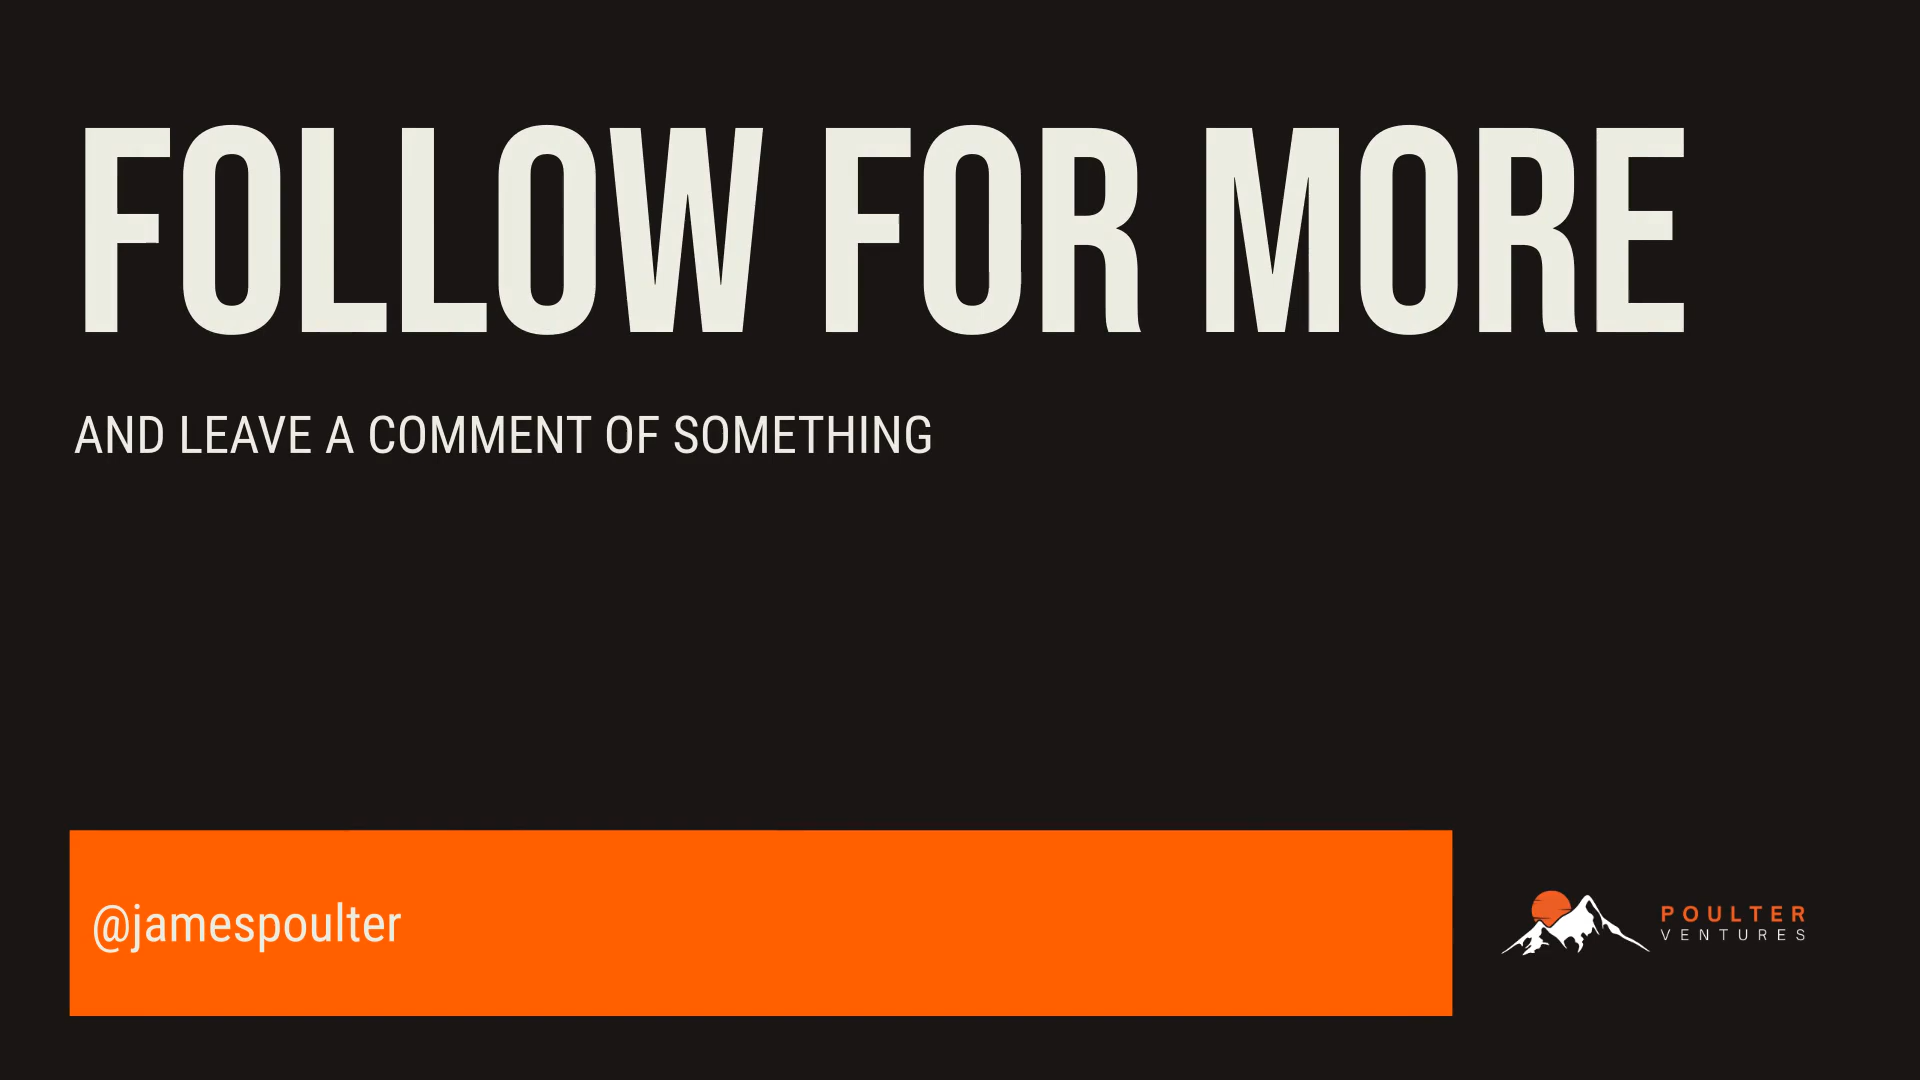 FOLLOW FOR MORE
AND LEAVE A COMMENT OF SOMETHING
@jamespoulter
POULTER
VENTURES